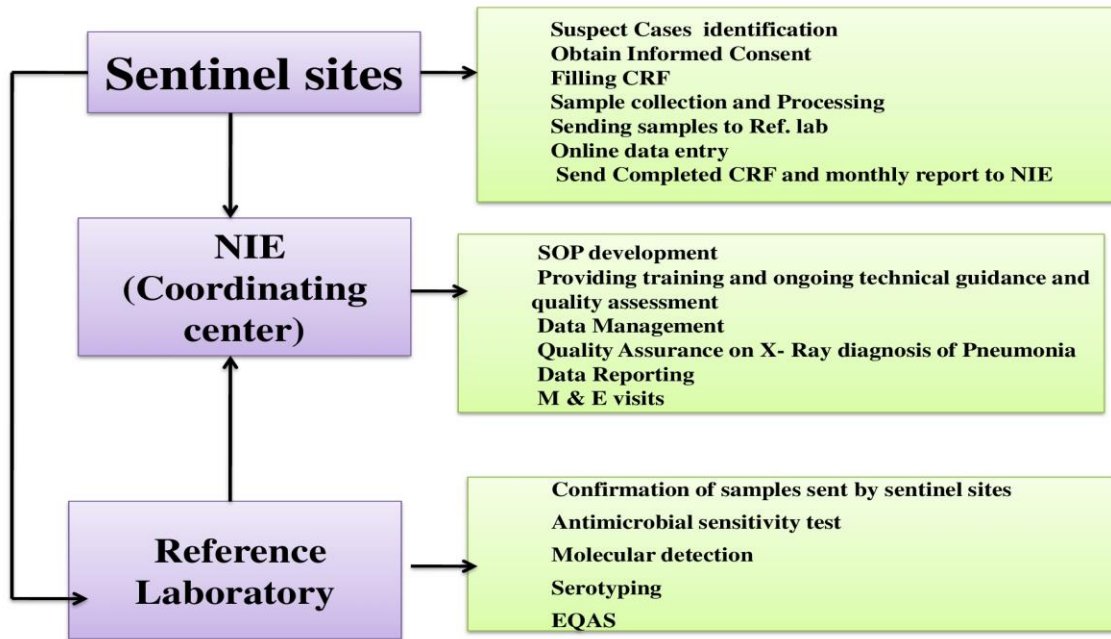 Sentinel sites
Suspect Cases identification
Obtain Informed Consent
Filling CRF
Sample collection and Processing
Sending samples to Ref. lab
Online data entry
Send Completed CRF and monthly report to NIE
NIE
(Coordinating
center)
SOP development
Providing training and ongoing technical guidance and
quality assessment
Data Management
Quality Assurance on X- Ray diagnosis of Pneumonia
Data Reporting
M & E visits
Reference
Laboratory
Confirmation of samples sent by sentinel sites
Antimicrobial sensitivity test
Molecular detection
Serotyping
EQAS